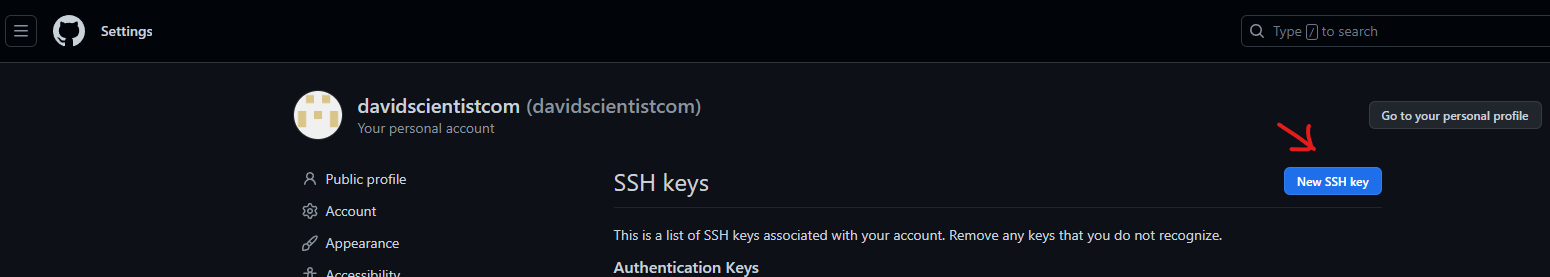 Settings
Type / to search
davidscientistcom (davidscientistcom)
Your personal account
Go to your personal profile
Public profile
Account
Appearance
Accessibility
SSH keys
New SSH key
This is a list of SSH keys associated with your account. Remove any keys that you do not recognize.
Authentication Keys